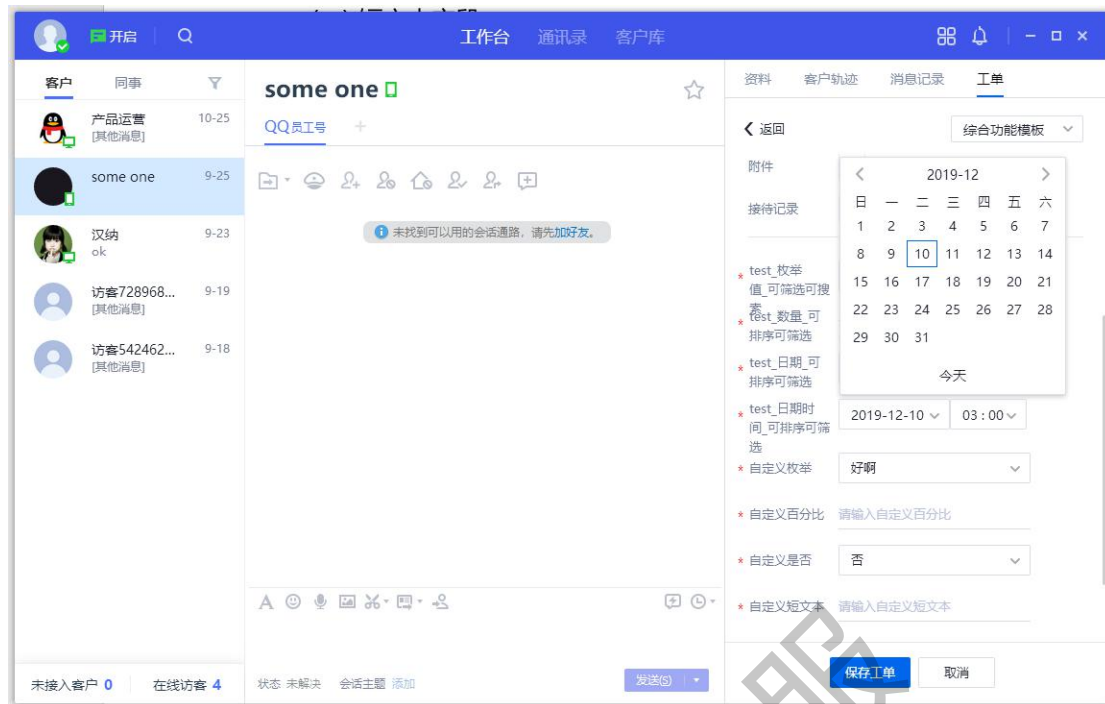 开启
工作台 通讯录 客户库
客户 同事
产品运营 10-25
[其他消息]
some one 9-25
汉纳 9-23
ok
访客728968... 9-19
[其他消息]
访客542462... 9-18
[其他消息]
未接入客户 0 在线访客 4
some one
QQ员工号 +
未找到可以用的会话通路，请先加好友。
状态 未解决 会话主题 添加
发送(S)
资料 客户轨迹 消息记录 工单
返回 综合功能模板
附件
接待记录
2019-12
日 一 二 三 四 五 六
1 2 3 4 5 6 7
8 9 10 11 12 13 14
15 16 17 18 19 20 21
22 23 24 25 26 27 28
29 30 31
今天
* test_枚举
值_可筛选可搜
索
* test_数量_可
排序可筛选
* test_日期_可
排序可筛选
* test_日期时
间_可排序可筛
选
2019-12-10 03 : 00
* 自定义枚举 好啊
* 自定义百分比 请输入自定义百分比
* 自定义是否 否
* 自定义短文本 请输入自定义短文本
保存工单 取消
服